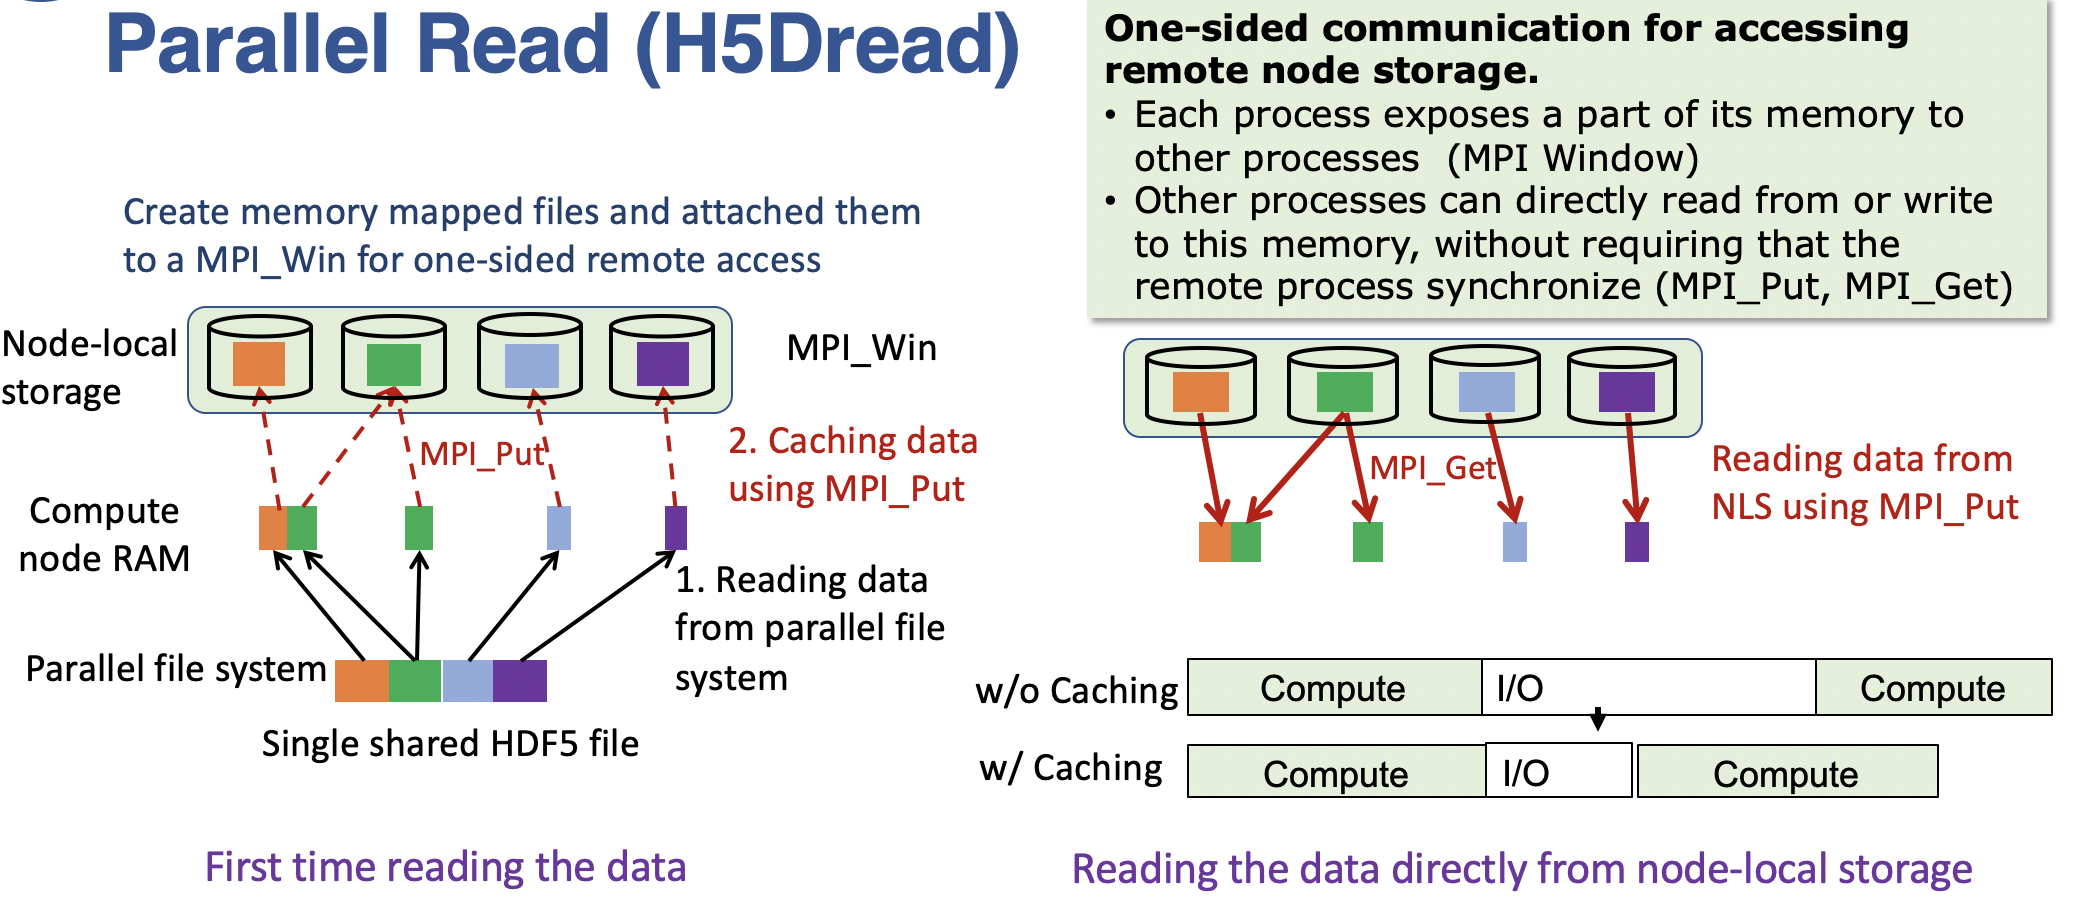 Parallel Read (H5Dread)
One-sided communication for accessing
remote node storage.
• Each process exposes a part of its memory to
other processes  (MPI Window)
• Other processes can directly read from or write
to this memory, without requiring that the
remote process synchronize (MPI_Put, MPI_Get)
Create memory mapped files and attached them
to a MPI_Win for one-sided remote access
Node-local
storage
MPI_Win
MPI_Put
2. Caching data
using MPI_Put
Compute
node RAM
1. Reading data
from parallel file
system
Parallel file system
Single shared HDF5 file
First time reading the data
MPI_Get
Reading data from
NLS using MPI_Put
w/o Caching
Compute
I/O
Compute
w/ Caching
Compute
I/O
Compute
Reading the data directly from node-local storage